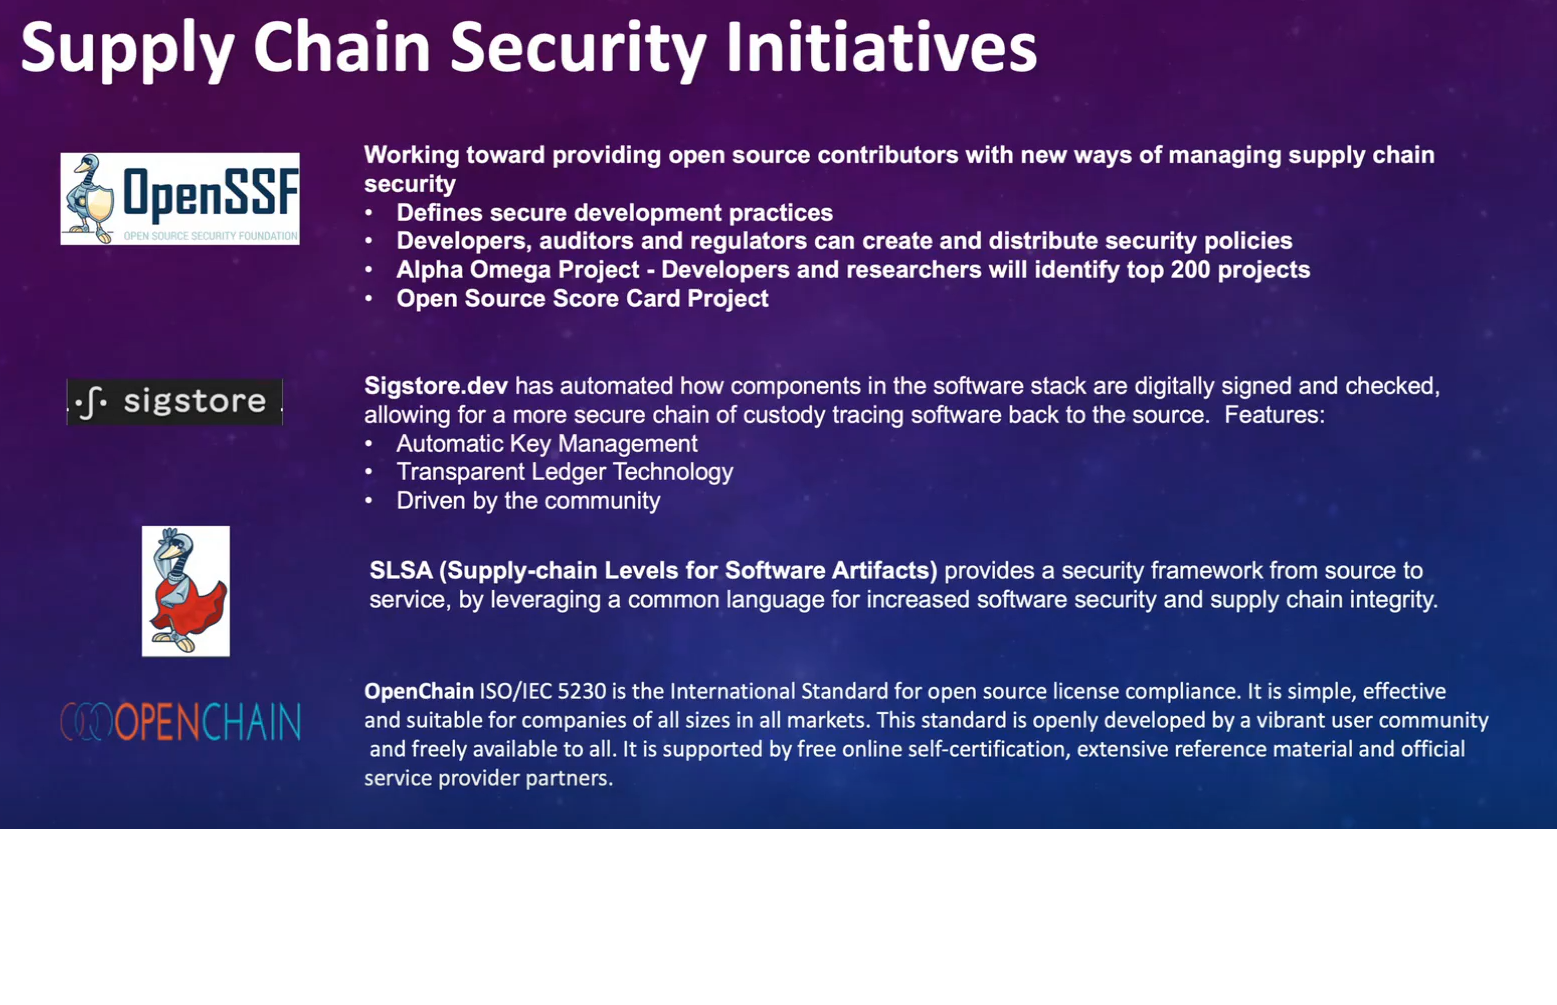 Supply Chain Security Initiatives
OpenSSF
OPEN SOURCE SECURITY FOUNDATION
Working toward providing open source contributors with new ways of managing supply chain
security
• Defines secure development practices
• Developers, auditors and regulators can create and distribute security policies
• Alpha Omega Project - Developers and researchers will identify top 200 projects
• Open Source Score Card Project
sigstore
Sigstore.dev has automated how components in the software stack are digitally signed and checked,
allowing for a more secure chain of custody tracing software back to the source. Features:
• Automatic Key Management
• Transparent Ledger Technology
• Driven by the community
SLSA (Supply-chain Levels for Software Artifacts) provides a security framework from source to
service, by leveraging a common language for increased software security and supply chain integrity.
OPENCHAIN
OpenChain ISO/IEC 5230 is the International Standard for open source license compliance. It is simple, effective
and suitable for companies of all sizes in all markets. This standard is openly developed by a vibrant user community
and freely available to all. It is supported by free online self-certification, extensive reference material and official
service provider partners.